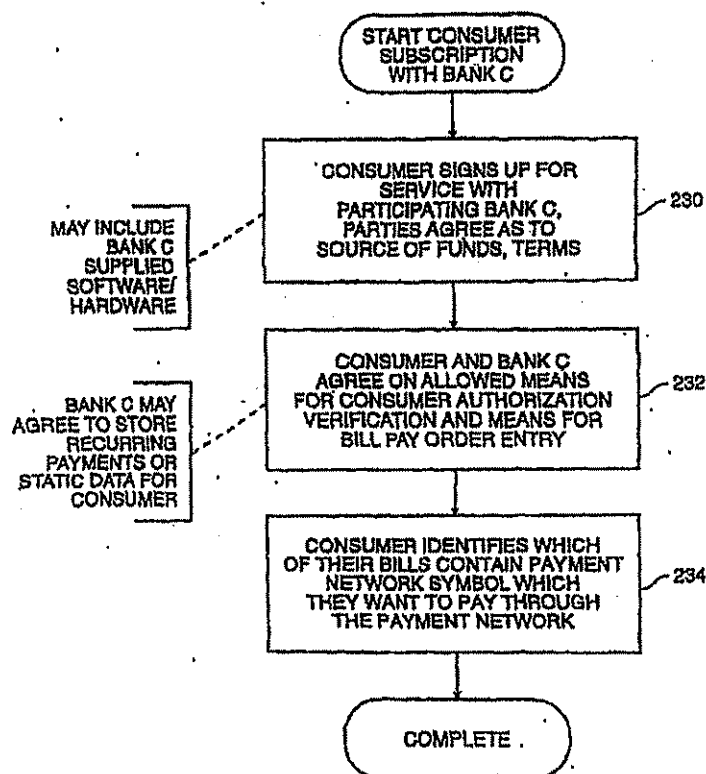 START CONSUMER
SUBSCRIPTION
WITH BANK C
CONSUMER SIGNS UP FOR
SERVICE WITH
PARTICIPATING BANK C,
PARTIES AGREE AS TO
SOURCE OF FUNDS, TERMS
230
MAY INCLUDE
BANK C
SUPPLIED
SOFTWARE/
HARDWARE
CONSUMER AND BANK C
AGREE ON ALLOWED MEANS
FOR CONSUMER AUTHORIZATION
VERIFICATION AND MEANS FOR
BILL PAY ORDER ENTRY
232
BANK C MAY
AGREE TO STORE
RECURRING
PAYMENTS OR
STATIC DATA FOR
CONSUMER
CONSUMER IDENTIFIES WHICH
OF THEIR BILLS CONTAIN PAYMENT
NETWORK SYMBOL WHICH
THEY WANT TO PAY THROUGH
THE PAYMENT NETWORK
234
COMPLETE